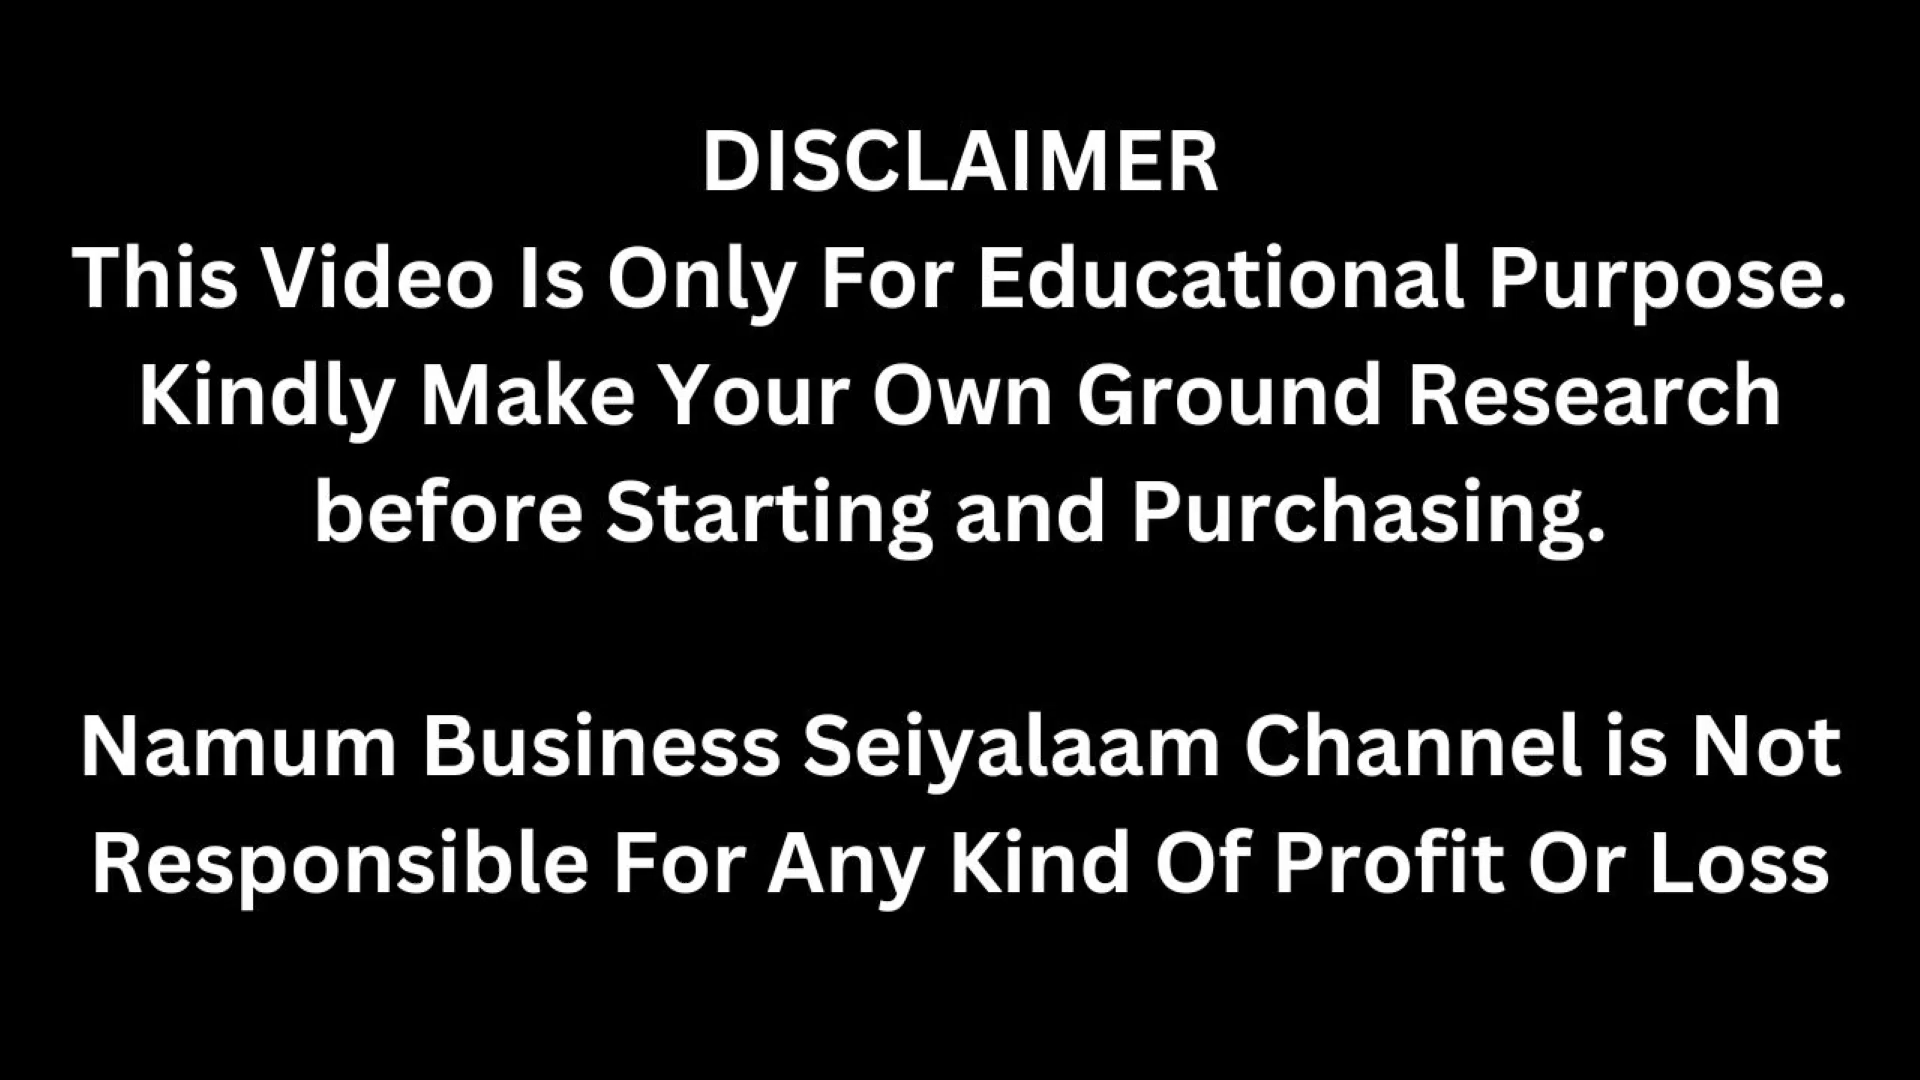 DISCLAIMER
This Video Is Only For Educational Purpose.
Kindly Make Your Own Ground Research
before Starting and Purchasing.
Namum Business Seiyalaam Channel is Not
Responsible For Any Kind Of Profit Or Loss